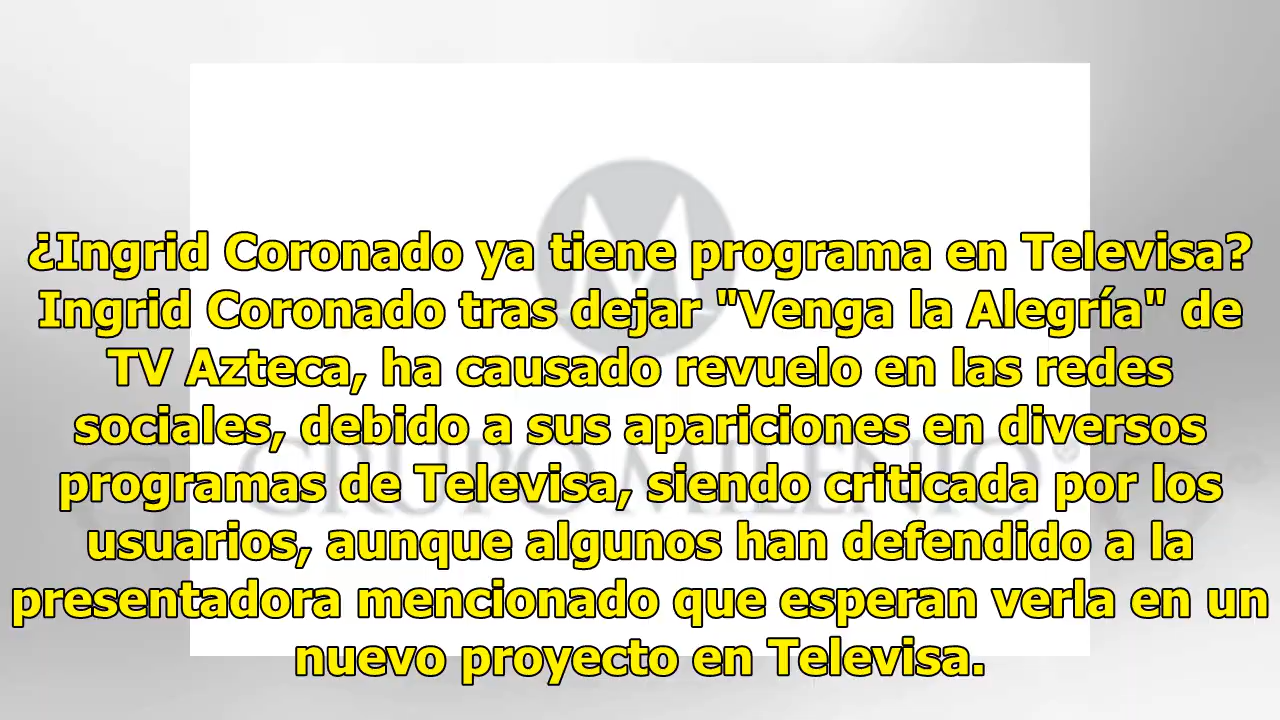 ¿Ingrid Coronado ya tiene programa en Televisa?
Ingrid Coronado tras dejar "Venga la Alegría" de
TV Azteca, ha causado revuelo en las redes
sociales, debido a sus apariciones en diversos
programas de Televisa, siendo criticada por los
usuarios, aunque algunos han defendido a la
presentadora mencionado que esperan verla en un
nuevo proyecto en Televisa.
M
GRUPO MILENIO®